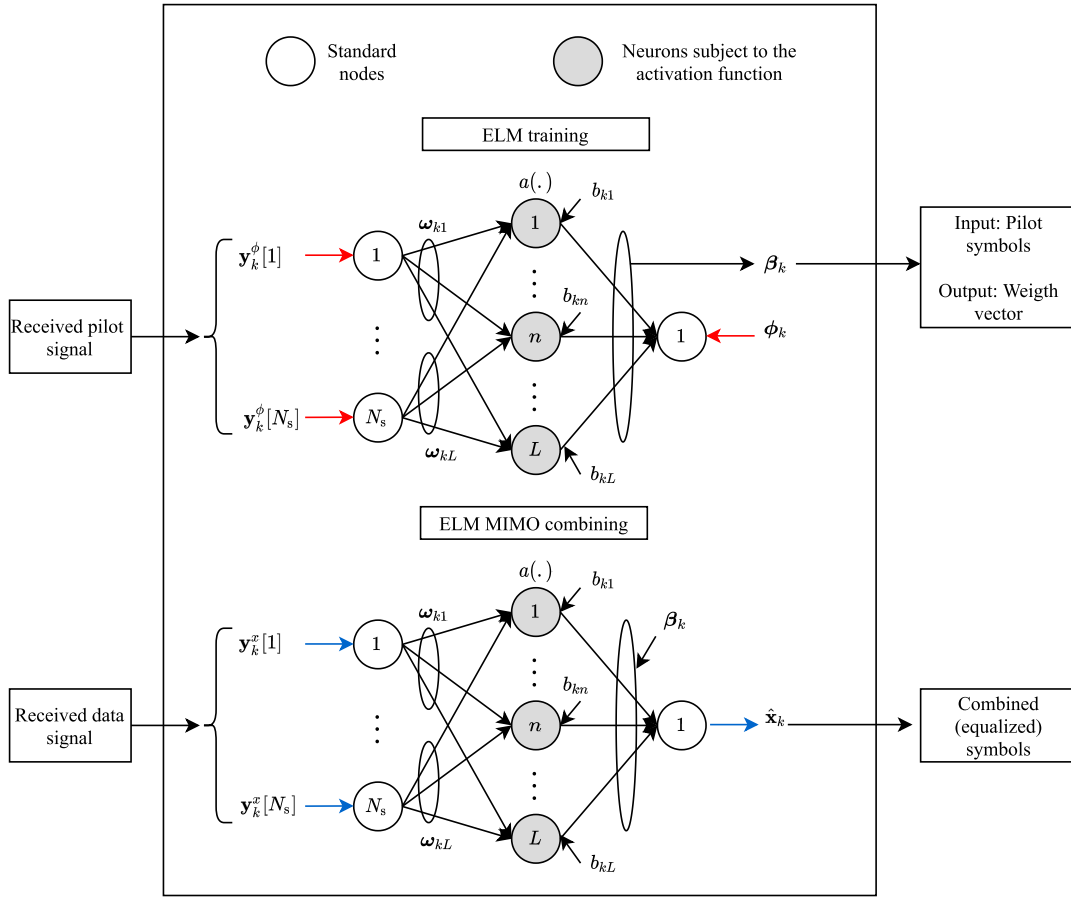 Standard
nodes
Neurons subject to the
activation function
ELM training
a(.)
b_{k1}
ω_{k1}
1
y_k^ϕ[1]
1
⋮
b_{kn}
Received pilot
signal
⋮
n
1
ϕ_k
β_k
Input: Pilot
symbols
Output: Weigth
vector
⋮
y_k^ϕ[N_s]
N_s
ω_{kL}
L
b_{kL}
ELM MIMO combining
a(.)
b_{k1}
ω_{k1}
1
β_k
y_k^x[1]
1
⋮
b_{kn}
Received data
signal
⋮
n
1
x̂_k
Combined
(equalized)
symbols
⋮
y_k^x[N_s]
N_s
ω_{kL}
L
b_{kL}